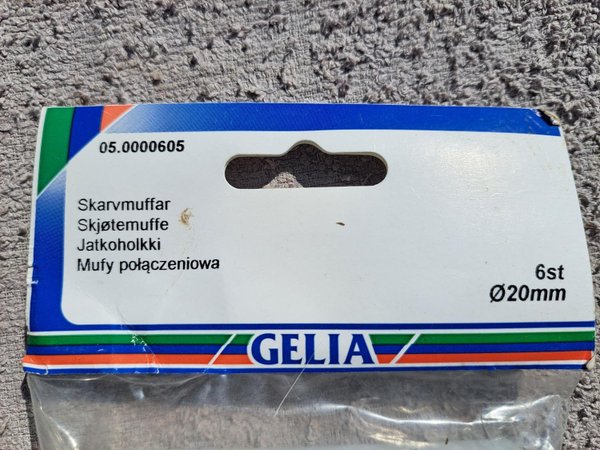 05.0000605
Skarvmuffar
Skjøtemuffe
Jatkoholkki
Mufy połączeniowa
6st
Ø20mm
GELIA